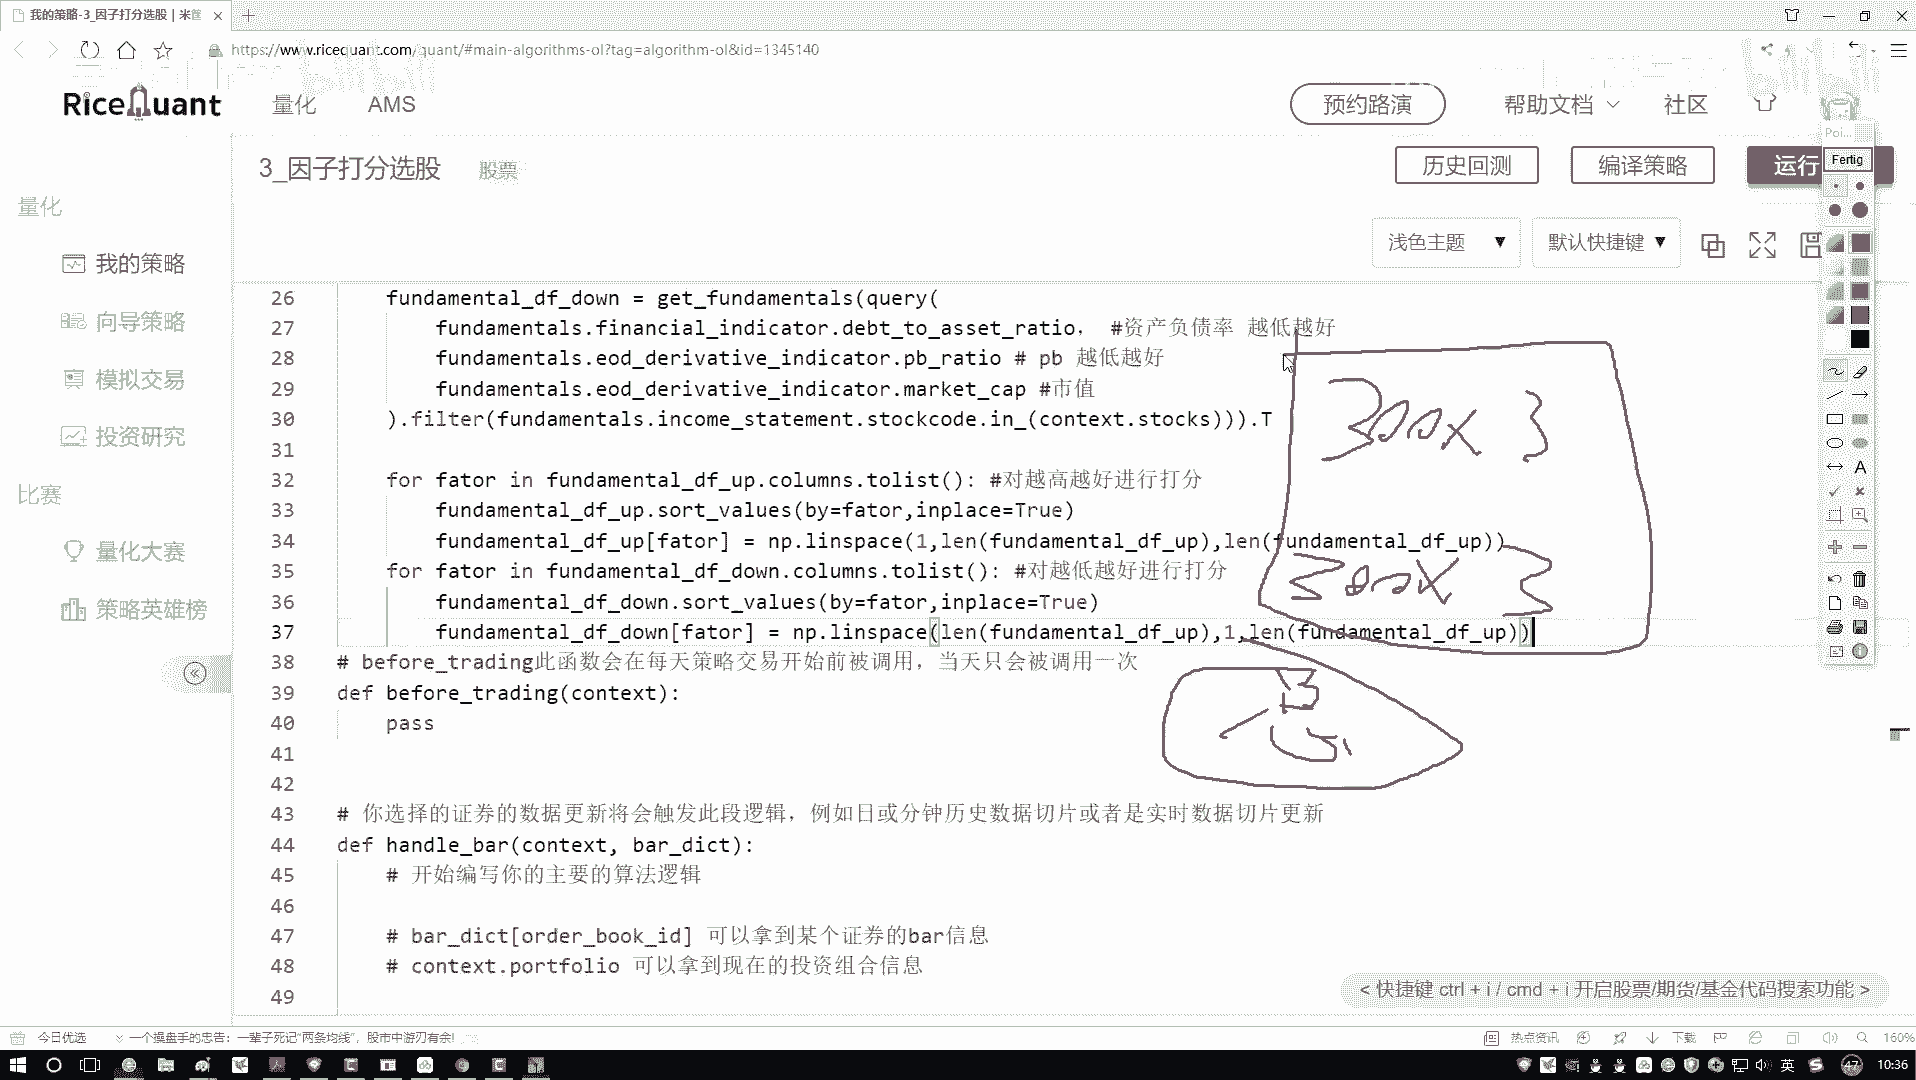 我的策略-3_因子打分选股 | 米筐
https://www.ricequant.com/quant/#main-algorithms-ol?tag=algorithm-ol&id=1345140
RiceQuant 量化 AMS 预约路演 帮助文档 社区
3_因子打分选股 股票 历史回测 编译策略 运行
Poi...
Fertig
浅色主题 ▼ 默认快捷键 ▼
量化
我的策略
向导策略
模拟交易
投资研究
比赛
量化大赛
策略英雄榜
26 fundamental_df_down = get_fundamentals(query(
27 fundamentals.financial_indicator.debt_to_asset_ratio， #资产负债率 越低越好
28 fundamentals.eod_derivative_indicator.pb_ratio # pb 越低越好
29 fundamentals.eod_derivative_indicator.market_cap #市值
30 ).filter(fundamentals.income_statement.stockcode.in_(context.stocks))).T
31
32 for fator in fundamental_df_up.columns.tolist(): #对越高越好进行打分
33 fundamental_df_up.sort_values(by=fator,inplace=True)
34 fundamental_df_up[fator] = np.linspace(1,len(fundamental_df_up),len(fundamental_df_up))
35 for fator in fundamental_df_down.columns.tolist(): #对越低越好进行打分
36 fundamental_df_down.sort_values(by=fator,inplace=True)
37 fundamental_df_down[fator] = np.linspace(len(fundamental_df_up),1,len(fundamental_df_up))
38 # before_trading此函数会在每天策略交易开始前被调用，当天只会被调用一次
39 def before_trading(context):
40 pass
41
42
43 # 你选择的证券的数据更新将会触发此段逻辑，例如日或分钟历史数据切片或者是实时数据切片更新
44 def handle_bar(context, bar_dict):
45 # 开始编写你的主要的算法逻辑
46
47 # bar_dict[order_book_id] 可以拿到某个证券的bar信息
48 # context.portfolio 可以拿到现在的投资组合信息
49
300x 3
300x 3
< 快捷键 ctrl + i / cmd + i 开启股票/期货/基金代码搜索功能 >
今日优选 一个操盘手的忠告：一辈子死记“两条均线”，股市中游刃有余! 热点资讯 下载 160%
英 47 10:36